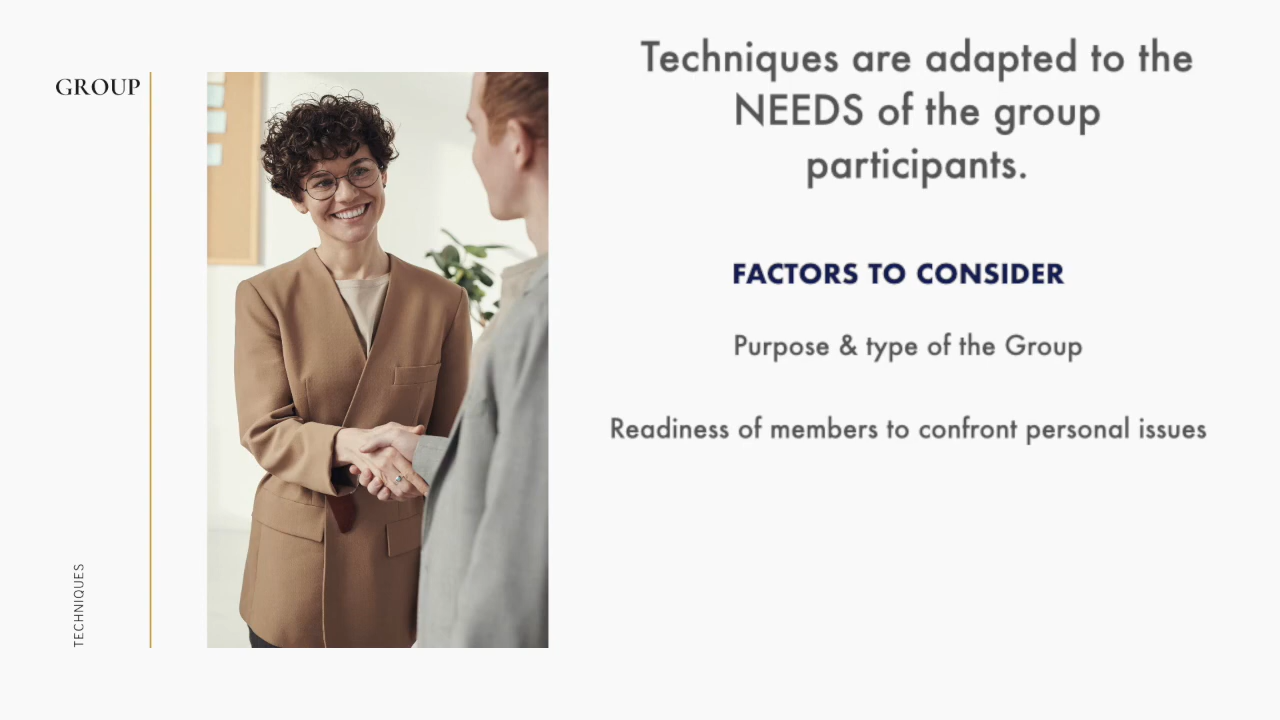 GROUP
TECHNIQUES
Techniques are adapted to the
NEEDS of the group
participants.
FACTORS TO CONSIDER
Purpose & type of the Group
Readiness of members to confront personal issues